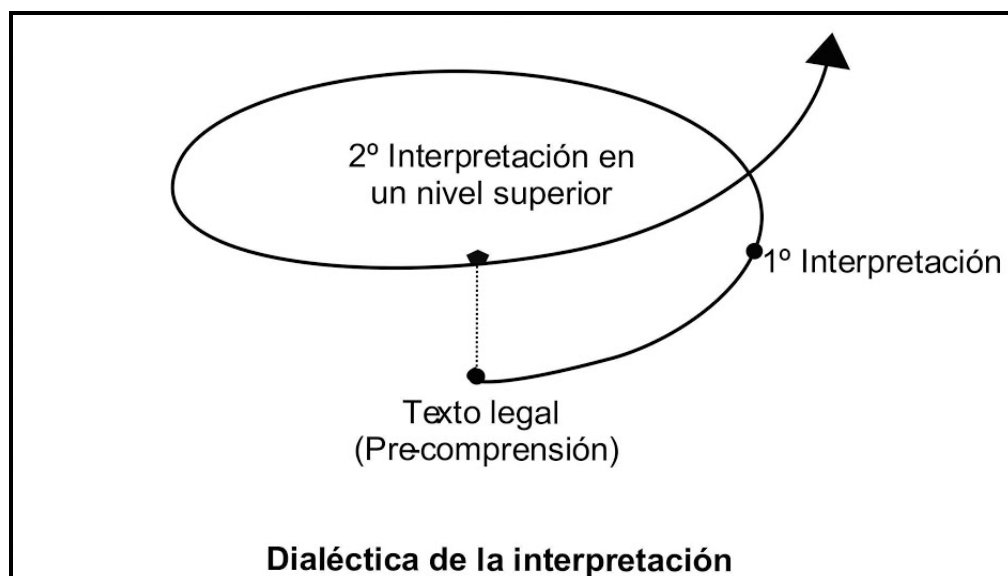 2º Interpretación en
un nivel superior
1º Interpretación
Texto legal
(Pre-comprensión)
Dialéctica de la interpretación